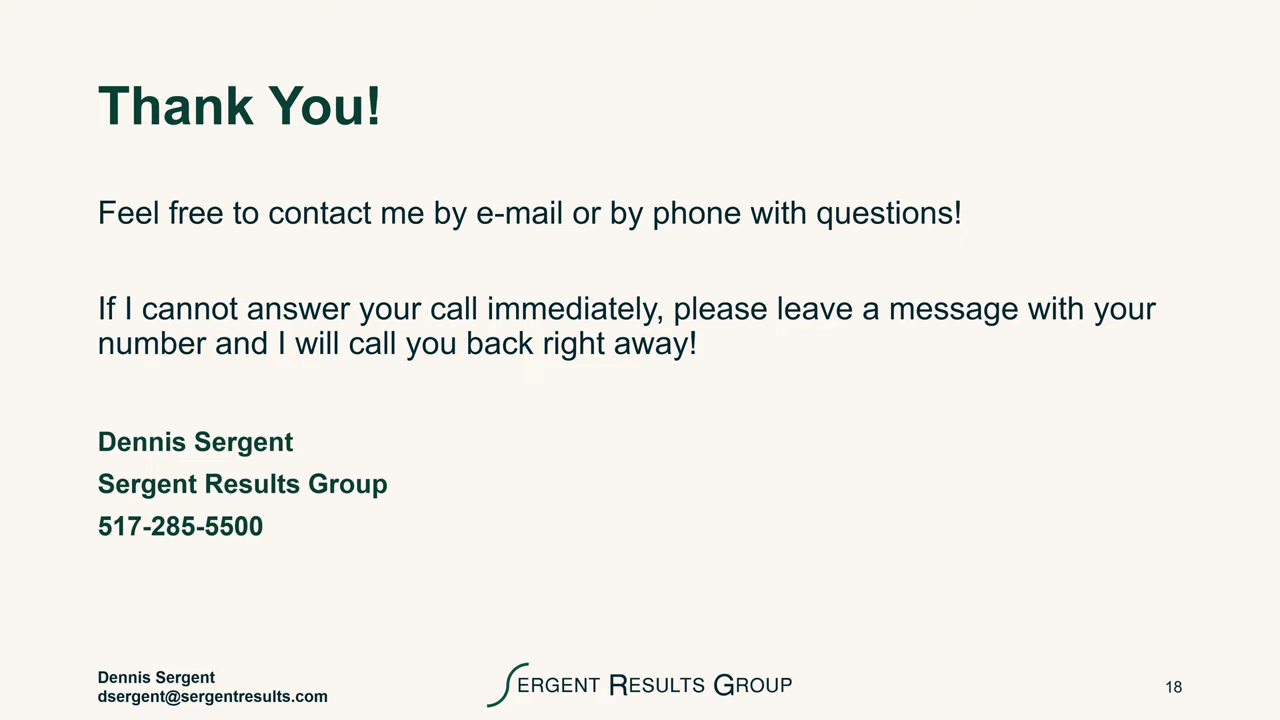 Thank You!
Feel free to contact me by e-mail or by phone with questions!
If I cannot answer your call immediately, please leave a message with your
number and I will call you back right away!
Dennis Sergent
Sergent Results Group
517-285-5500
Dennis Sergent
dsergent@sergentresults.com
SERGENT RESULTS GROUP
18